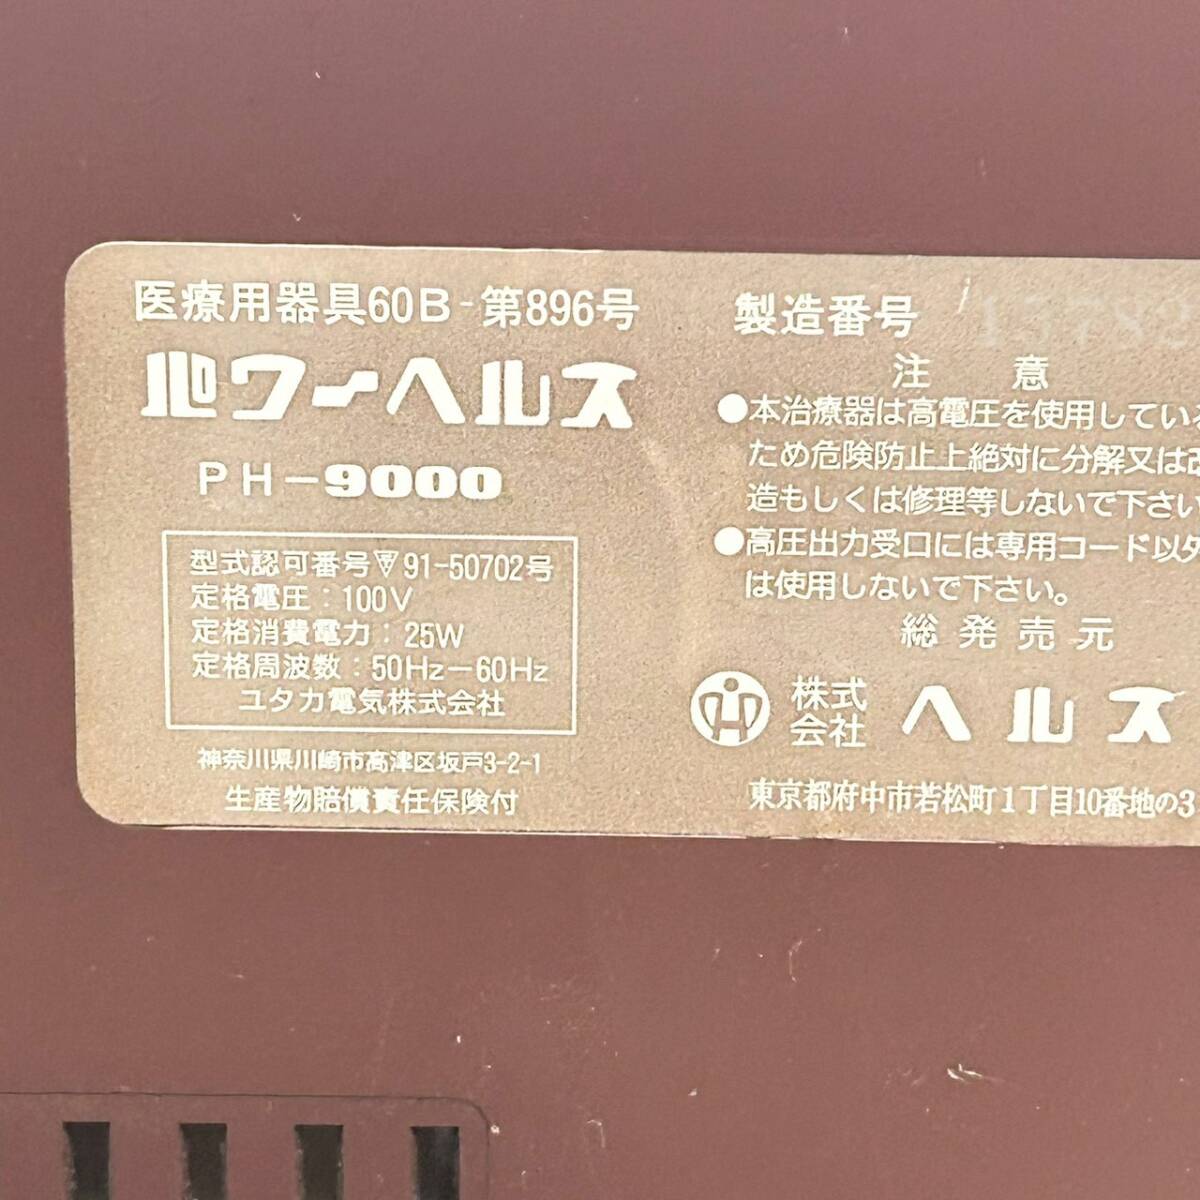 医療用器具60B-第896号
パワーヘルス
PH-9000
型式認可番号 91-50702号
定格電圧：100V
定格消費電力：25W
定格周波数：50Hz－60Hz
ユタカ電気株式会社
神奈川県川崎市高津区坂戸3-2-1
生産物賠償責任保険付
製造番号
注　意
●本治療器は高電圧を使用している
ため危険防止上絶対に分解又は改
造もしくは修理等しないで下さい
●高圧出力受口には専用コード以外
は使用しないで下さい。
総発売元
株式会社 ヘルス
東京都府中市若松町1丁目10番地の3